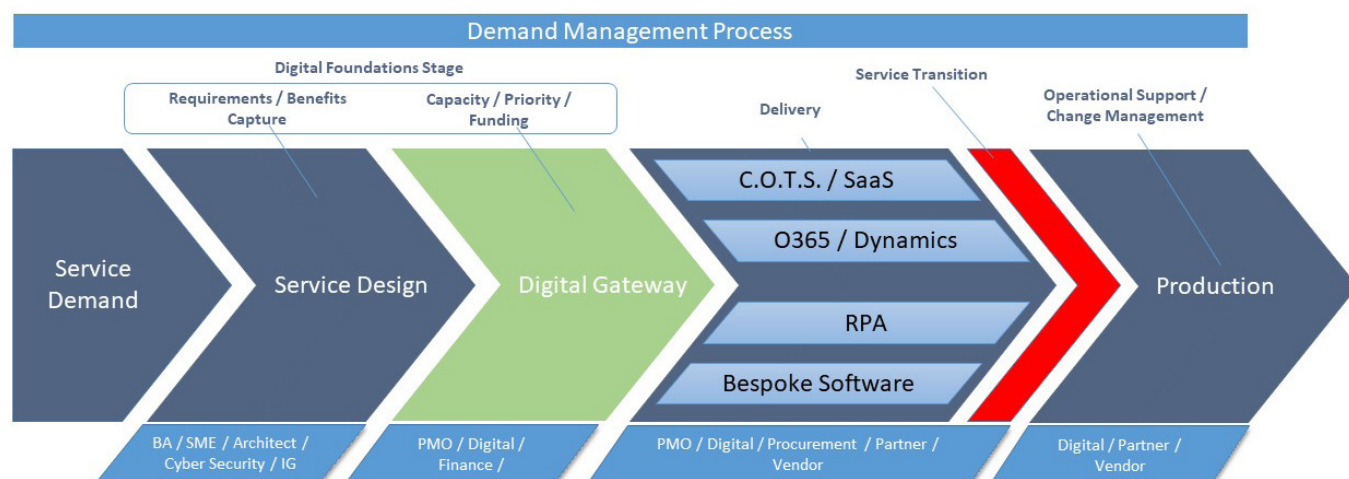 Demand Management Process
Digital Foundations Stage
Requirements / Benefits
Capture
Capacity / Priority /
Funding
Delivery
Service Transition
Operational Support /
Change Management
Service
Demand
Service Design
Digital Gateway
C.O.T.S. / SaaS
O365 / Dynamics
RPA
Bespoke Software
Production
BA / SME / Architect /
Cyber Security / IG
PMO / Digital /
Finance /
PMO / Digital / Procurement / Partner /
Vendor
Digital / Partner /
Vendor